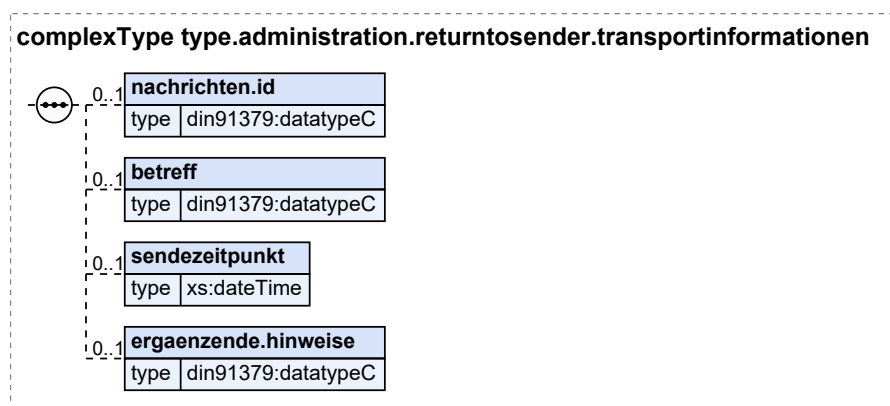 complexType type.administration.returntosender.transportinformationen
0..1 nachrichten.id
type din91379:datatypeC
0..1 betreff
type din91379:datatypeC
0..1 sendezeitpunkt
type xs:dateTime
0..1 ergaenzende.hinweise
type din91379:datatypeC